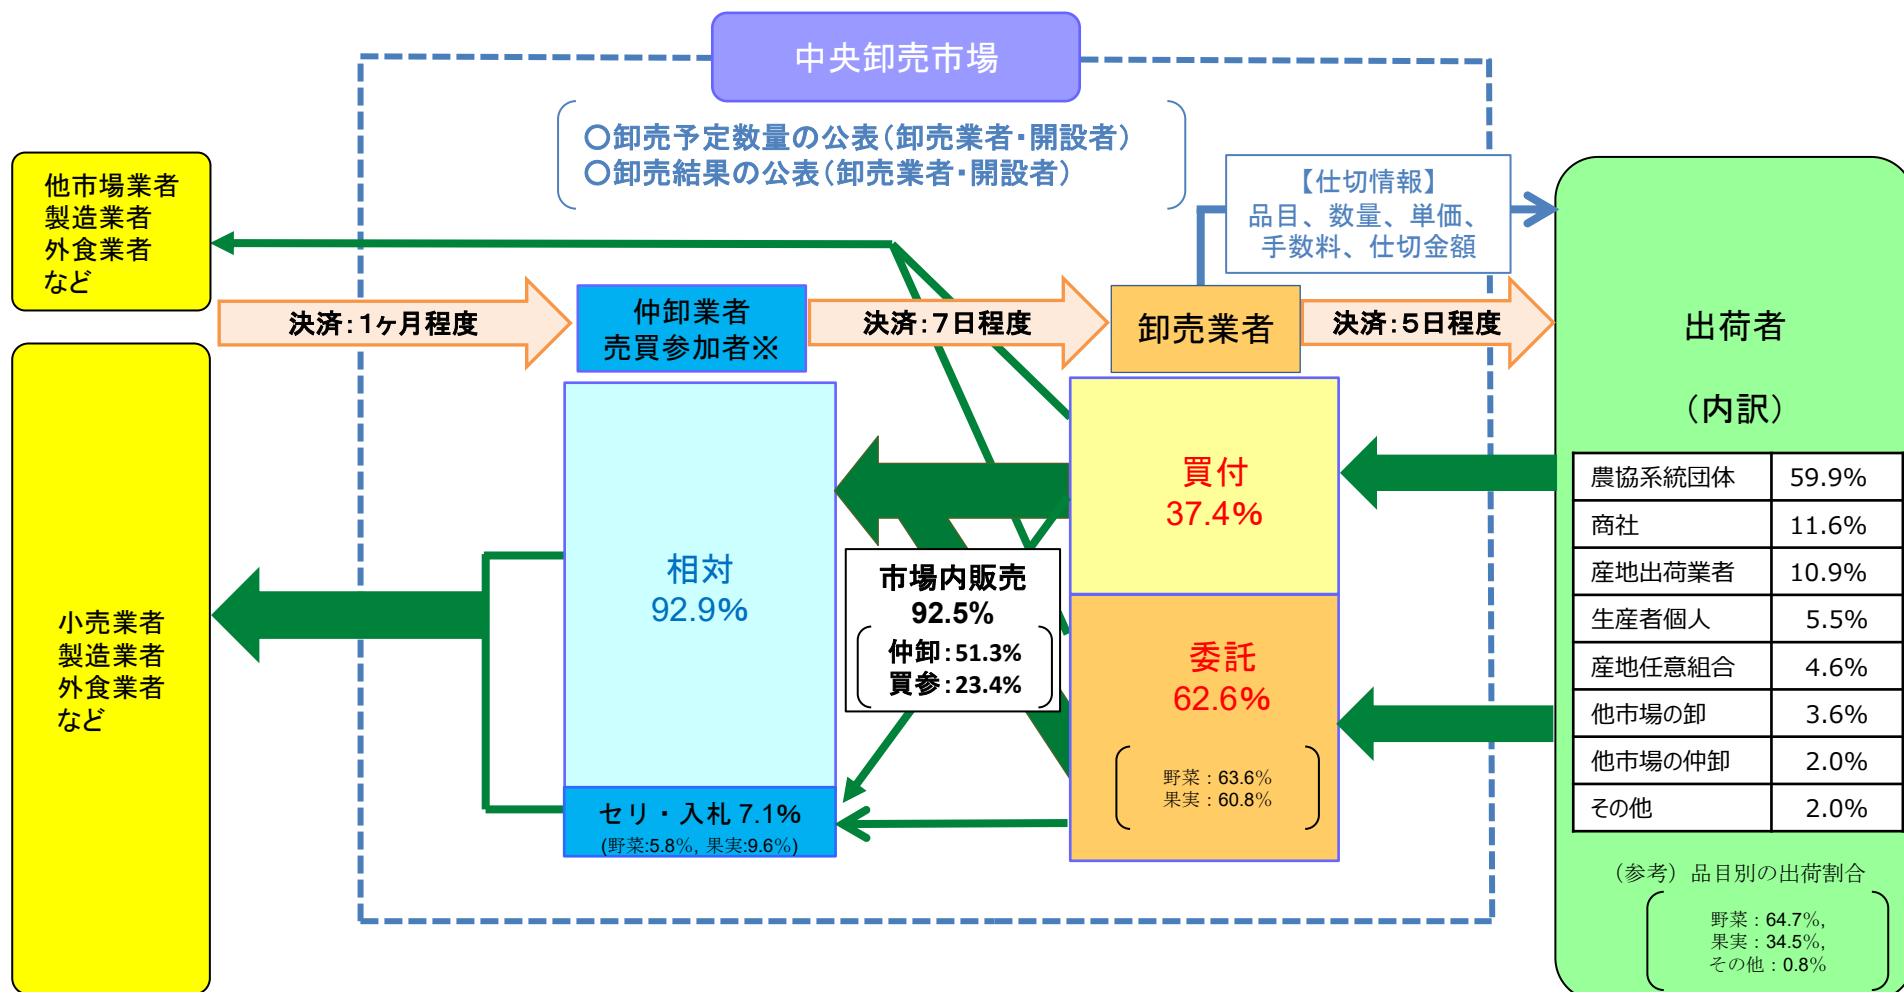 中央卸売市場
〇卸売予定数量の公表(卸売業者・開設者)
〇卸売結果の公表(卸売業者・開設者)
【仕切情報】
品目、数量、単価、
手数料、仕切金額
他市場業者
製造業者
外食業者
など
決済：1ヶ月程度
仲卸業者
売買参加者※
決済：7日程度
卸売業者
決済：5日程度
小売業者
製造業者
外食業者
など
相対
92.9%
セリ・入札 7.1%
(野菜:5.8%, 果実:9.6%)
市場内販売
92.5%
仲卸：51.3%
買参：23.4%
買付
37.4%
委託
62.6%
野菜：63.6%
果実：60.8%
出荷者
（内訳）
農協系統団体 59.9%
商社 11.6%
産地出荷業者 10.9%
生産者個人 5.5%
産地任意組合 4.6%
他市場の卸 3.6%
他市場の仲卸 2.0%
その他 2.0%
（参考）品目別の出荷割合
野菜：64.7%,
果実：34.5%,
その他：0.8%